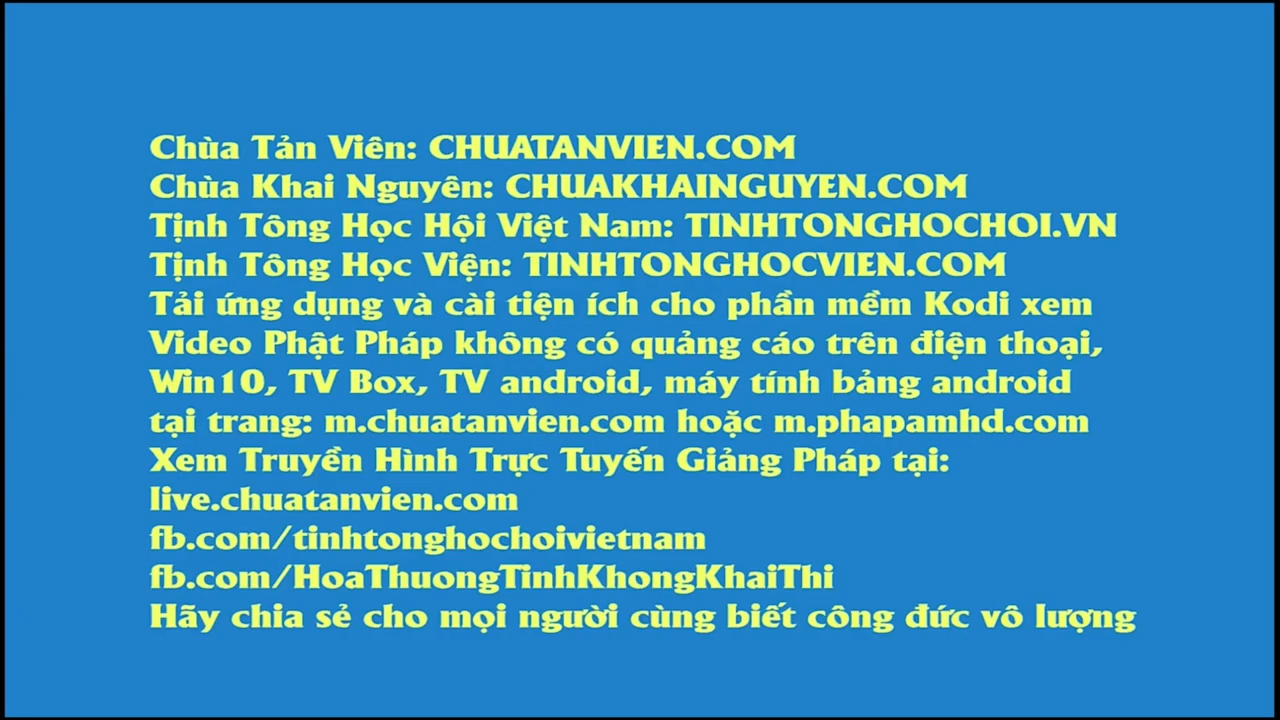 Chùa Tản Viên: CHUATANVIEN.COM
Chùa Khai Nguyên: CHUAKHAINGUYEN.COM
Tịnh Tông Học Hội Việt Nam: TINHTONGHOCHOI.VN
Tịnh Tông Học Viện: TINHTONGHOCVIEN.COM
Tải ứng dụng và cài tiện ích cho phần mềm Kodi xem
Video Phật Pháp không có quảng cáo trên điện thoại,
Win10, TV Box, TV android, máy tính bảng android
tại trang: m.chuatanvien.com hoặc m.phapamhd.com
Xem Truyền Hình Trực Tuyến Giảng Pháp tại:
live.chuatanvien.com
fb.com/tinhtonghochoivietnam
fb.com/HoaThuongTinhKhongKhaiThi
Hãy chia sẻ cho mọi người cùng biết công đức vô lượng